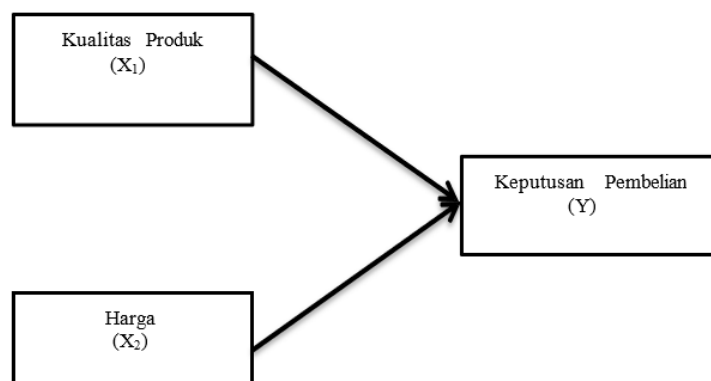 Kualitas Produk
(X₁)
Keputusan Pembelian
(Y)
Harga
(X₂)